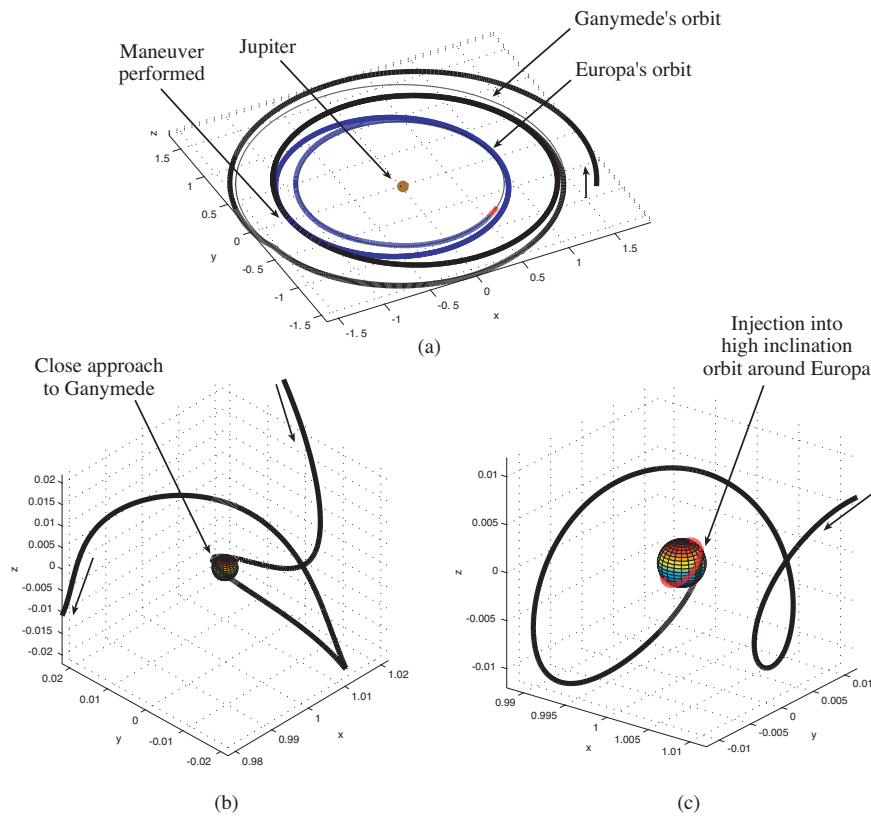 Ganymede's orbit
Maneuver
performed
Jupiter
Europa's orbit
z
1.5
1
0.5
0
- 0.5
- 1
- 1.5
y
- 1.5
- 1
- 0.5
0
0.5
1
1.5
x
(a)
Close approach
to Ganymede
0.02
0.015
0.01
0.005
0
-0.005
-0.01
-0.015
-0.02
z
0.02
0.01
0
-0.01
-0.02
y
0.98
0.99
1
1.01
1.02
x
(b)
Injection into
high inclination
orbit around Europa
0.01
0.005
0
-0.005
-0.01
z
0.99
0.995
1
1.005
1.01
x
-0.01
-0.005
0
0.005
0.01
y
(c)